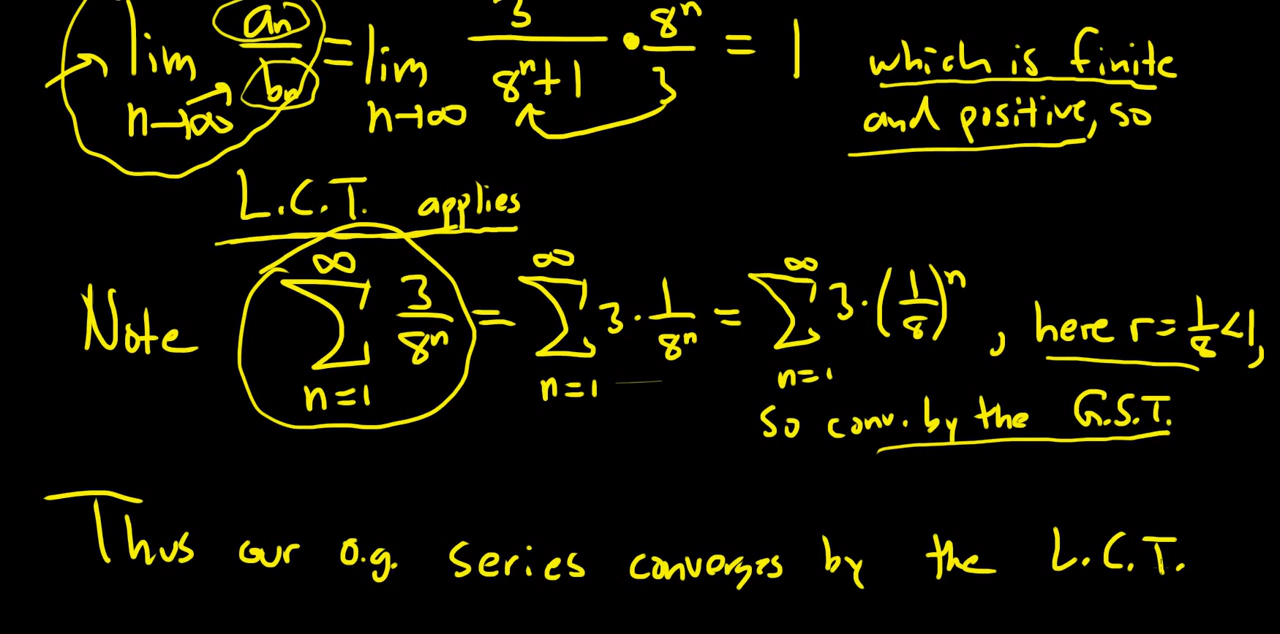 lim n→∞ an/bn = lim n→∞ 3/(8^n+1) · 8^n/3 = 1 which is finite
and positive, so
L.C.T. applies
Note ∑_{n=1}^{∞} 3/8^n = ∑_{n=1}^{∞} 3·1/8^n = ∑_{n=1}^{∞} 3·(1/8)^n, here r=1/8<1,
so conv. by the G.S.T.
Thus our o.g. series converges by the L.C.T.